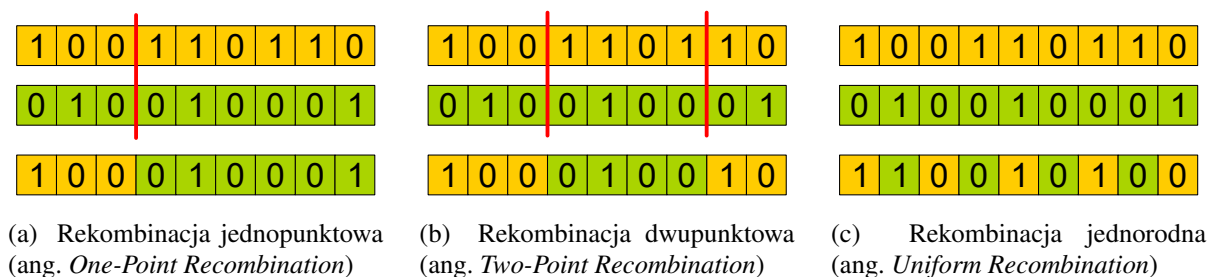 1 0 0 1 1 0 1 1 0
0 1 0 0 1 0 0 0 1
1 0 0 0 1 0 0 0 1
(a) Rekombinacja jednopunktowa
(ang. One-Point Recombination)
1 0 0 1 1 0 1 1 0
0 1 0 0 1 0 0 0 1
1 0 0 0 1 0 0 1 0
(b) Rekombinacja dwupunktowa
(ang. Two-Point Recombination)
1 0 0 1 1 0 1 1 0
0 1 0 0 1 0 0 0 1
1 1 0 0 1 0 1 0 0
(c) Rekombinacja jednorodna
(ang. Uniform Recombination)